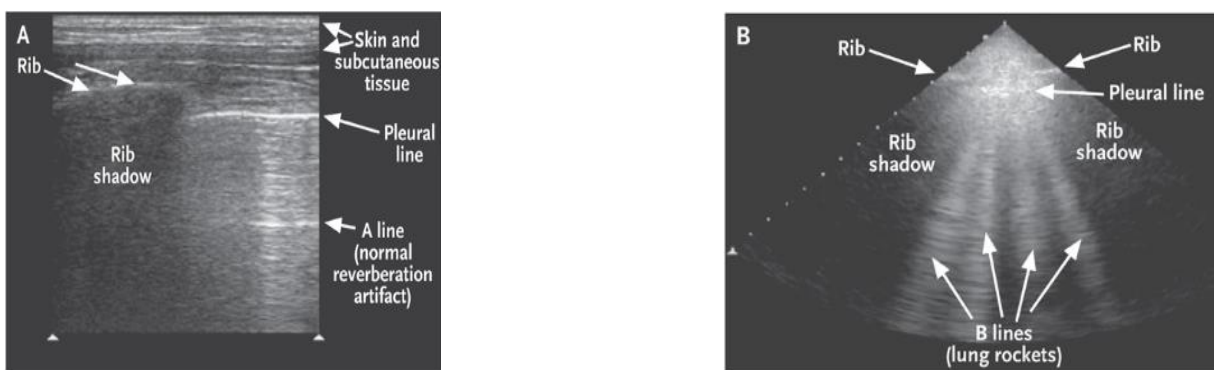 A
Rib
Skin and
subcutaneous
tissue
Pleural
line
Rib
shadow
A line
(normal
reverberation
artifact)
B
Rib
Rib
Pleural line
Rib
shadow
Rib
shadow
B lines
(lung rockets)